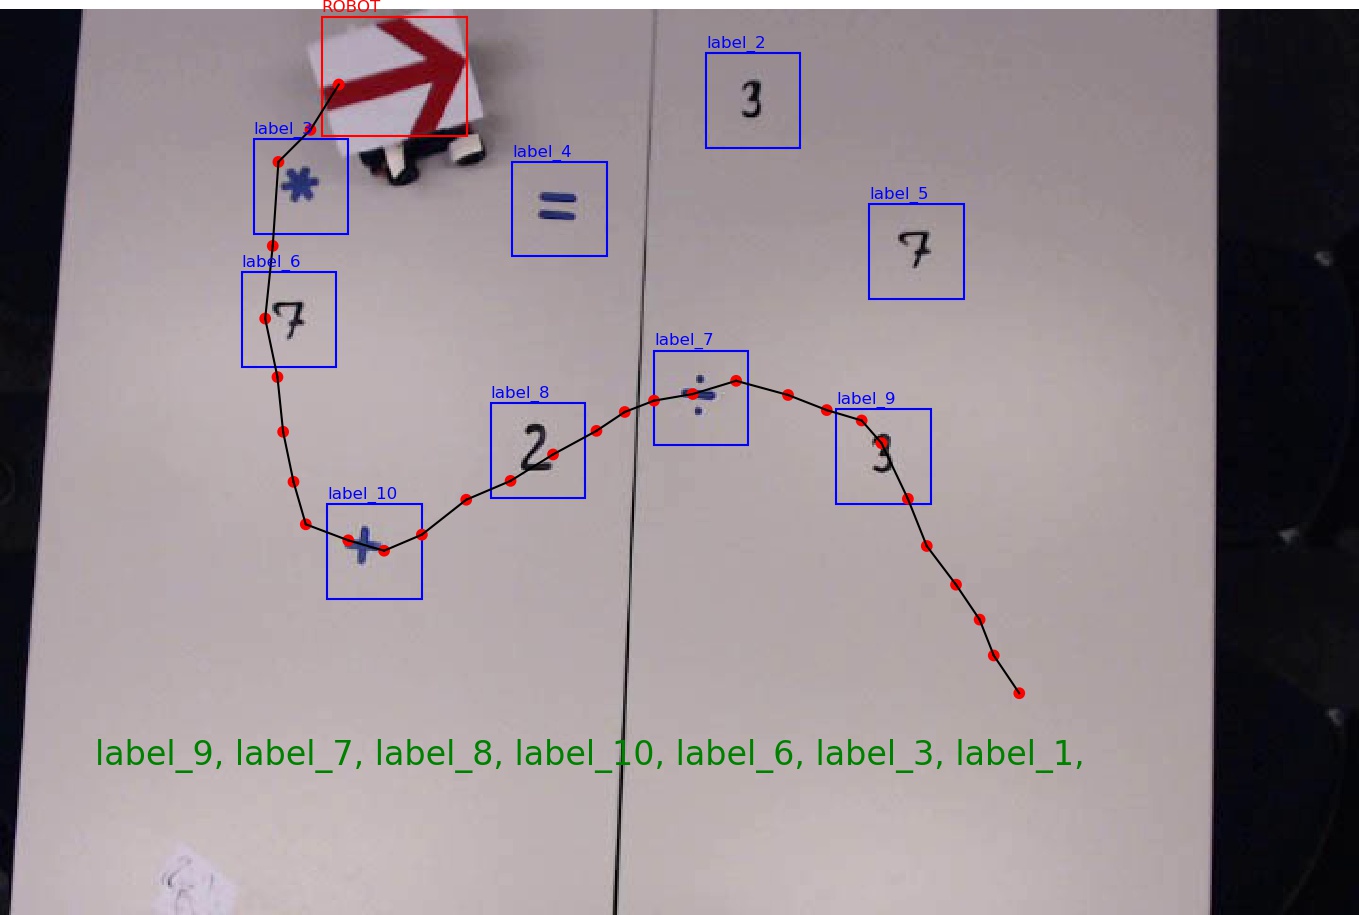 ROBOT
label_2
3
label_3
*
label_4
=
label_5
7
label_6
7
label_7
÷
label_8
2
label_9
3
label_10
+
label_9, label_7, label_8, label_10, label_6, label_3, label_1,